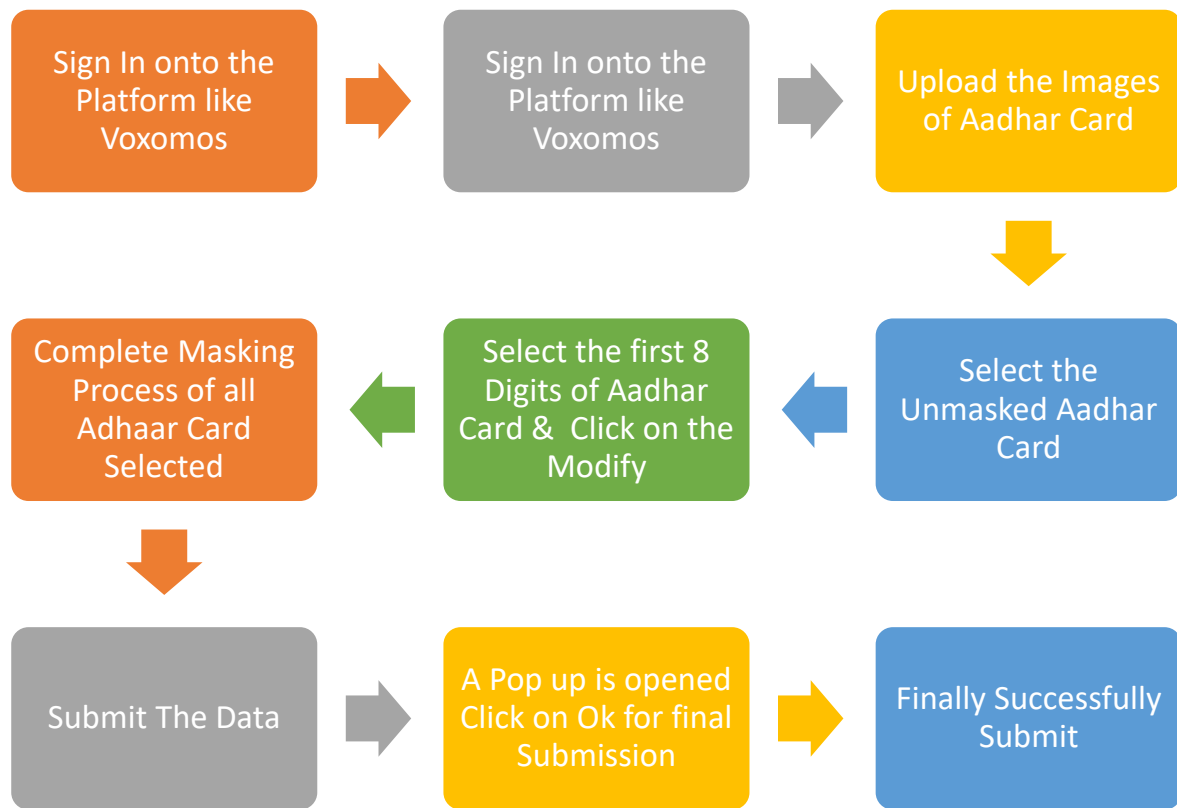 Sign In onto the
Platform like
Voxomos
Sign In onto the
Platform like
Voxomos
Upload the Images
of Aadhar Card
Select the
Unmasked Aadhar
Card
Select the first 8
Digits of Aadhar
Card & Click on the
Modify
Complete Masking
Process of all
Adhaar Card
Selected
Submit The Data
A Pop up is opened
Click on Ok for final
Submission
Finally Successfully
Submit